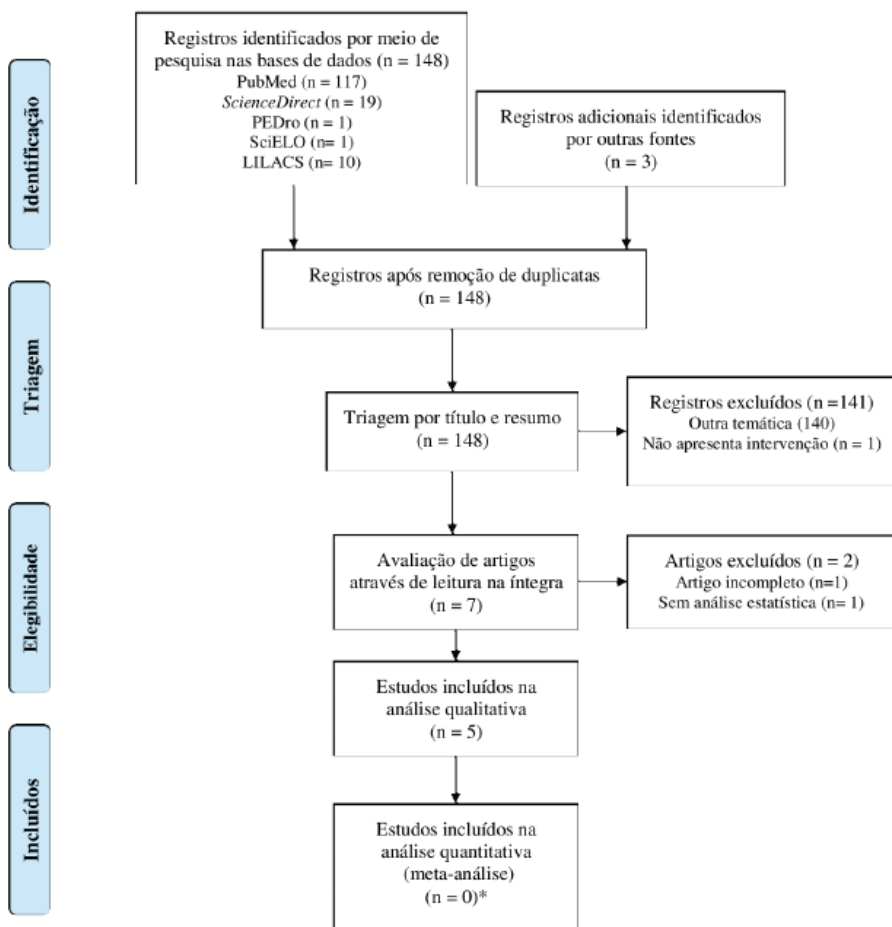 Identificação
Registros identificados por meio de
pesquisa nas bases de dados (n = 148)
PubMed (n = 117)
ScienceDirect (n = 19)
PEDro (n = 1)
SciELO (n= 1)
LILACS (n= 10)
Registros adicionais identificados
por outras fontes
(n = 3)
Registros após remoção de duplicatas
(n = 148)
Triagem
Triagem por título e resumo
(n = 148)
Registros excluídos (n =141)
Outra temática (140)
Não apresenta intervenção (n = 1)
Elegibilidade
Avaliação de artigos
através de leitura na íntegra
(n = 7)
Artigos excluídos (n = 2)
Artigo incompleto (n=1)
Sem análise estatística (n= 1)
Estudos incluídos na
análise qualitativa
(n = 5)
Incluídos
Estudos incluídos na
análise quantitativa
(meta-análise)
(n = 0)*